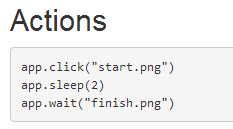 Actions
app.click("start.png")
app.sleep(2)
app.wait("finish.png")